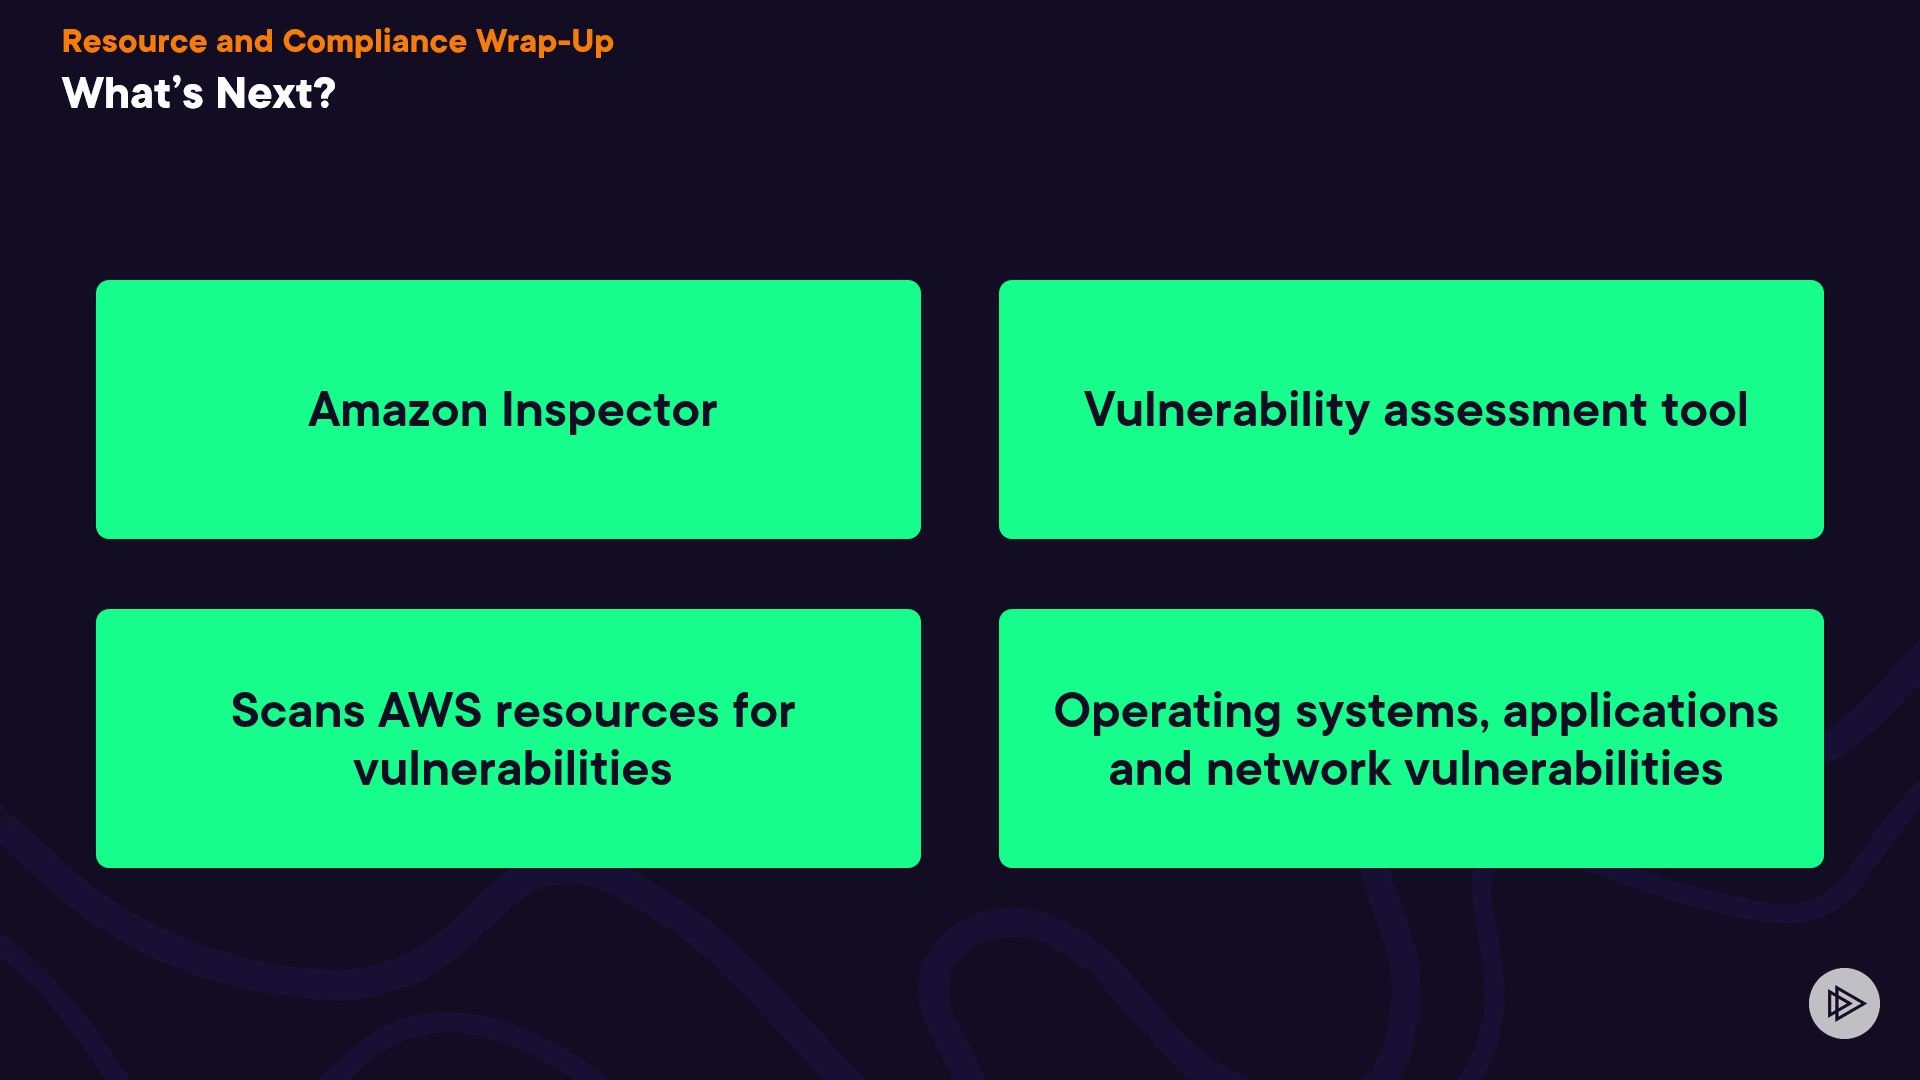 Resource and Compliance Wrap-Up
What’s Next?
Amazon Inspector
Vulnerability assessment tool
Scans AWS resources for
vulnerabilities
Operating systems, applications
and network vulnerabilities